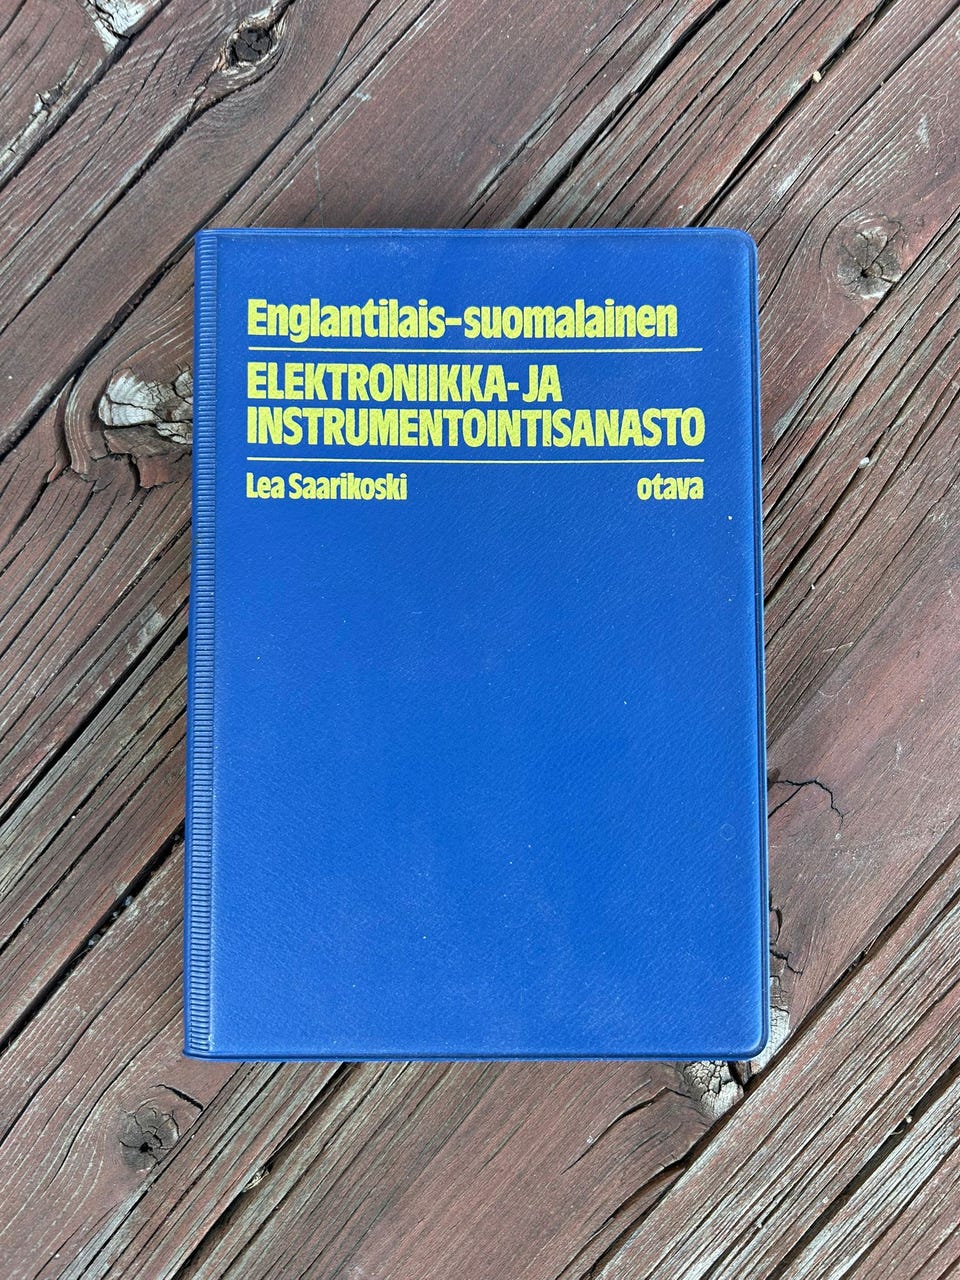 Englantilais-suomalainen
ELEKTRONIIKKA- JA
INSTRUMENTOINTISANASTO
Lea Saarikoski otava